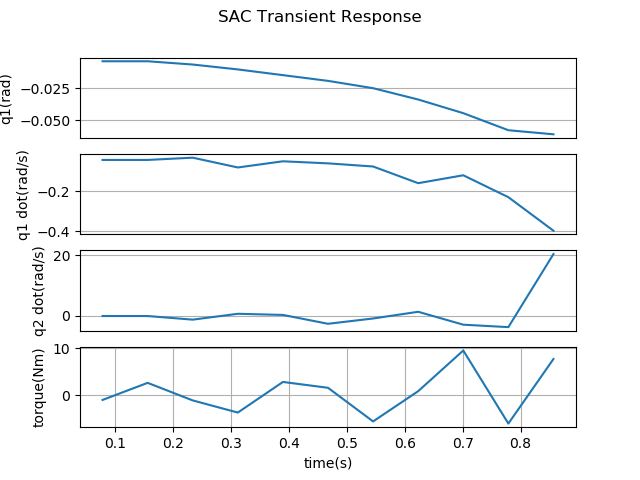 SAC Transient Response
q1(rad)
−0.025
−0.050
q1 dot(rad/s)
−0.2
−0.4
q2 dot(rad/s)
20
0
torque(Nm)
10
0
0.1 0.2 0.3 0.4 0.5 0.6 0.7 0.8
time(s)